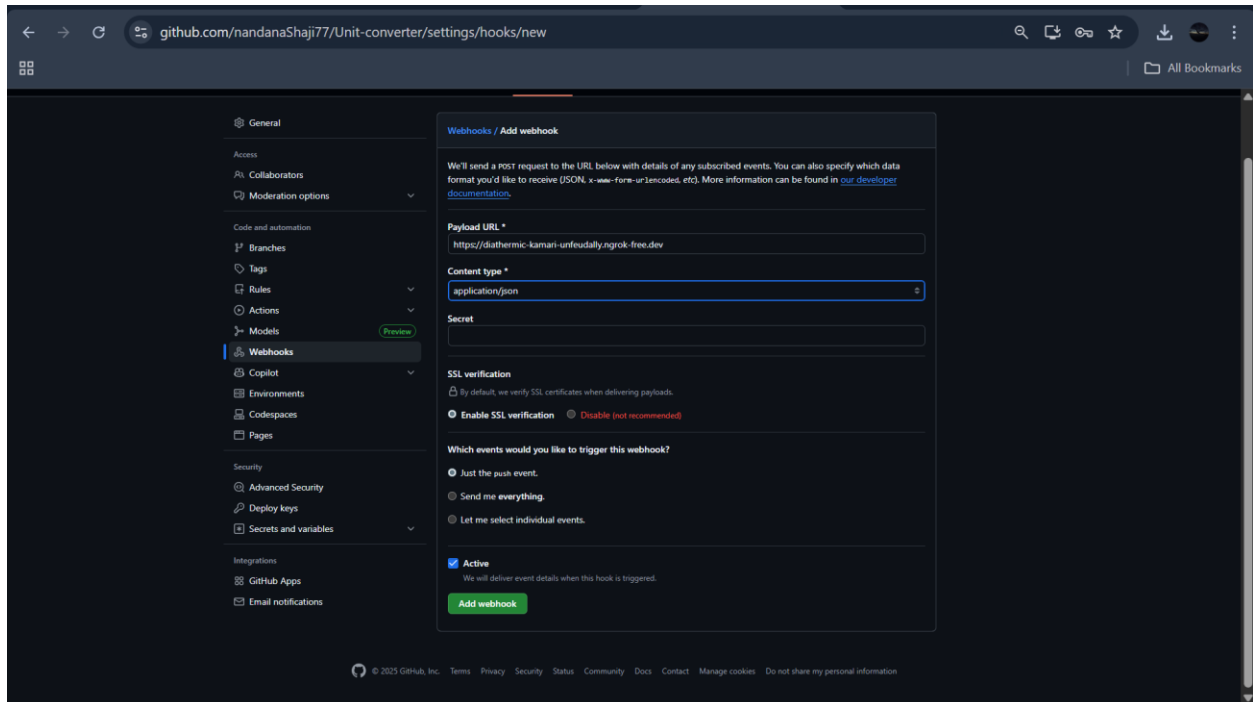 github.com/nandanaShaji77/Unit-converter/settings/hooks/new
All Bookmarks
General
Access
Collaborators
Moderation options
Code and automation
Branches
Tags
Rules
Actions
Models Preview
Webhooks
Copilot
Environments
Codespaces
Pages
Security
Advanced Security
Deploy keys
Secrets and variables
Integrations
GitHub Apps
Email notifications
Webhooks / Add webhook
We'll send a POST request to the URL below with details of any subscribed events. You can also specify which data
format you'd like to receive (JSON, x-www-form-urlencoded, etc). More information can be found in our developer
documentation.
Payload URL *
https://diathermic-kamari-unfeudally.ngrok-free.dev
Content type *
application/json
Secret
SSL verification
By default, we verify SSL certificates when delivering payloads.
Enable SSL verification Disable (not recommended)
Which events would you like to trigger this webhook?
Just the push event.
Send me everything.
Let me select individual events.
Active
We will deliver event details when this hook is triggered.
Add webhook
© 2025 GitHub, Inc. Terms Privacy Security Status Community Docs Contact Manage cookies Do not share my personal information